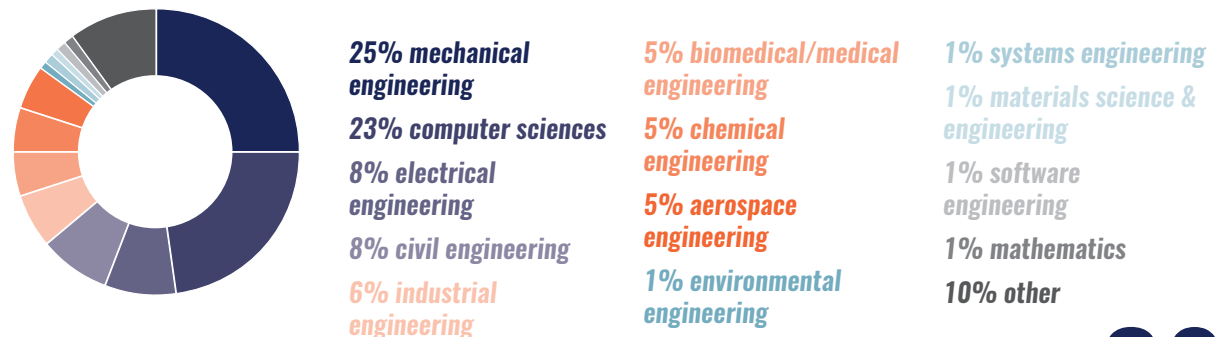 25% mechanical
engineering
23% computer sciences
8% electrical
engineering
8% civil engineering
6% industrial
engineering
5% biomedical/medical
engineering
5% chemical
engineering
5% aerospace
engineering
1% environmental
engineering
1% systems engineering
1% materials science &
engineering
1% software
engineering
1% mathematics
10% other